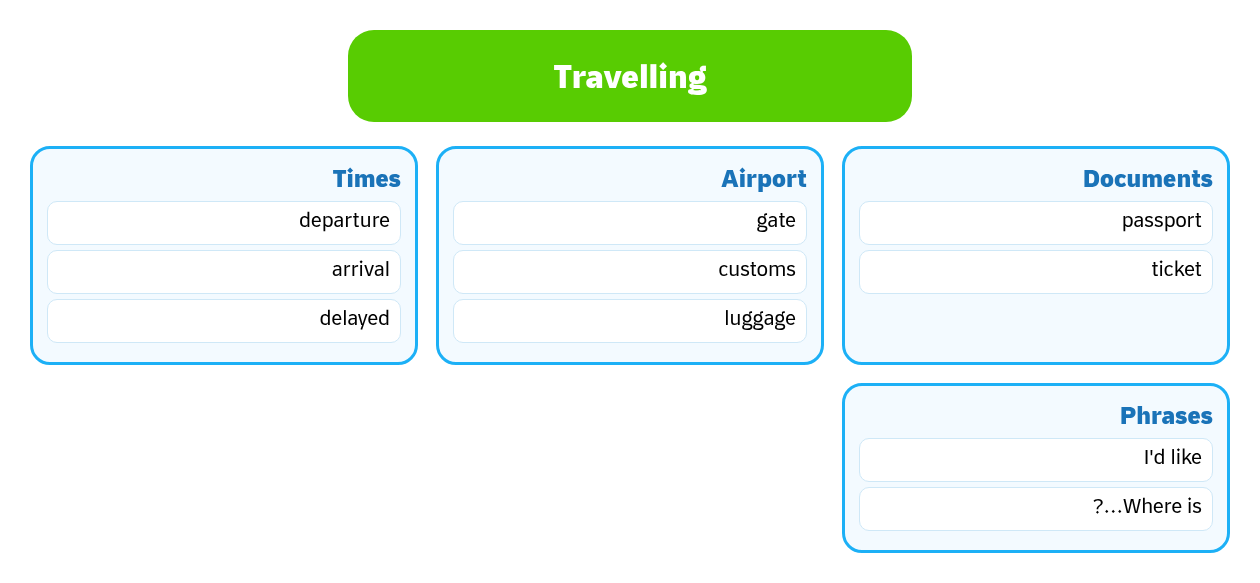 Travelling
Documents
passport
ticket
Airport
gate
customs
luggage
Times
departure
arrival
delayed
Phrases
I'd like
?...Where is